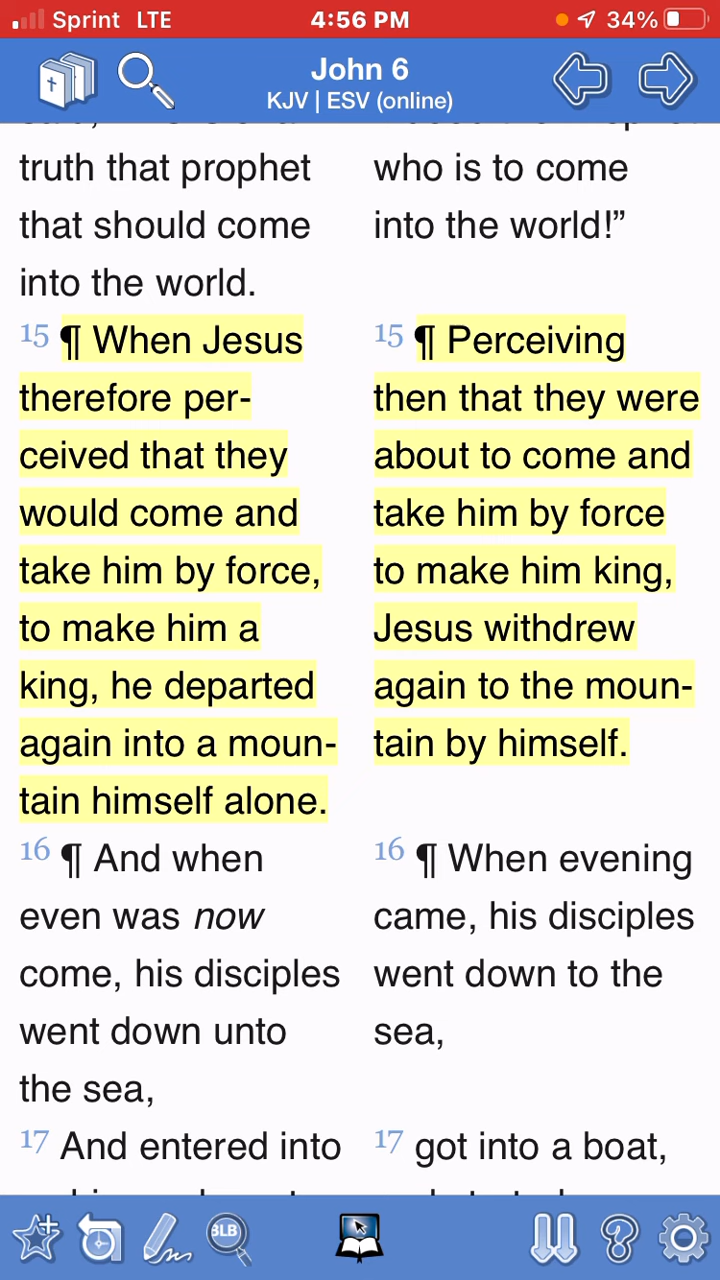 Sprint LTE 4:56 PM 34%
John 6
KJV | ESV (online)
truth that prophet
that should come
into the world.
15 ¶ When Jesus
therefore per-
ceived that they
would come and
take him by force,
to make him a
king, he departed
again into a moun-
tain himself alone.
16 ¶ And when
even was now
come, his disciples
went down unto
the sea,
17 And entered into
who is to come
into the world!”
15 ¶ Perceiving
then that they were
about to come and
take him by force
to make him king,
Jesus withdrew
again to the moun-
tain by himself.
16 ¶ When evening
came, his disciples
went down to the
sea,
17 got into a boat,
BLB